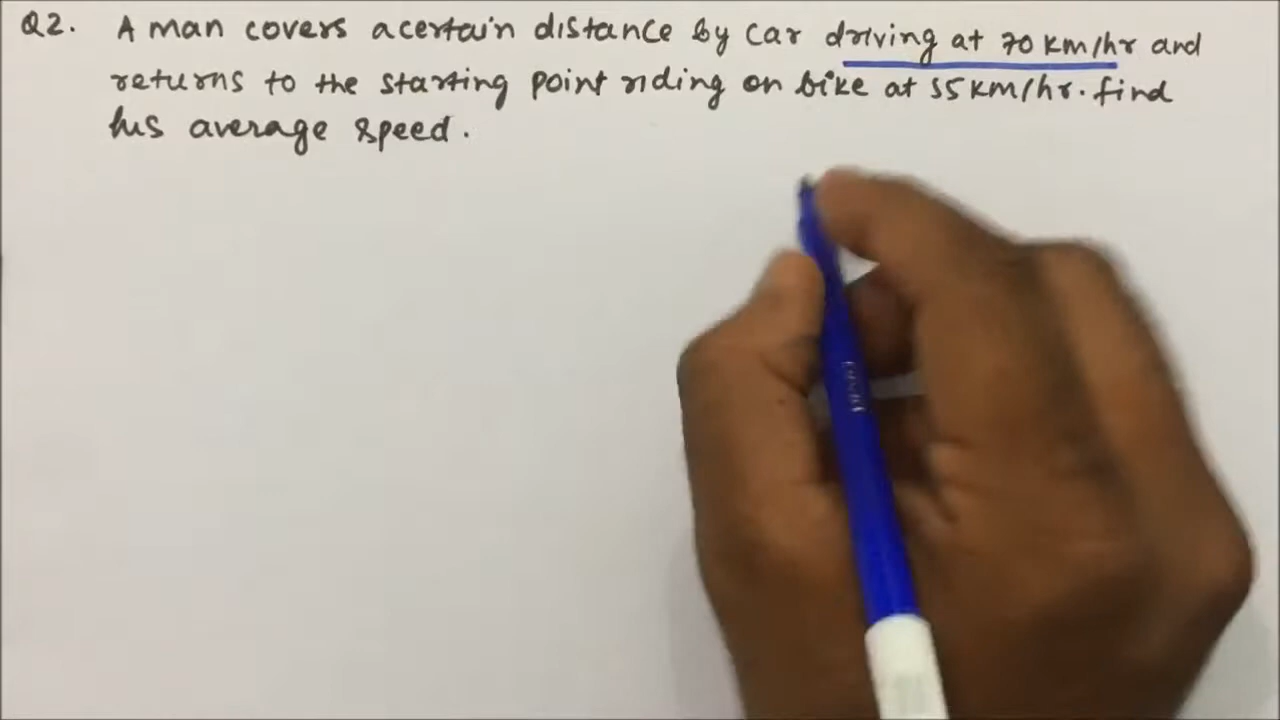 Q2. A man covers a certain distance by car driving at 70 km/hr and
returns to the starting point riding on bike at 55 km/hr. find
his average speed.